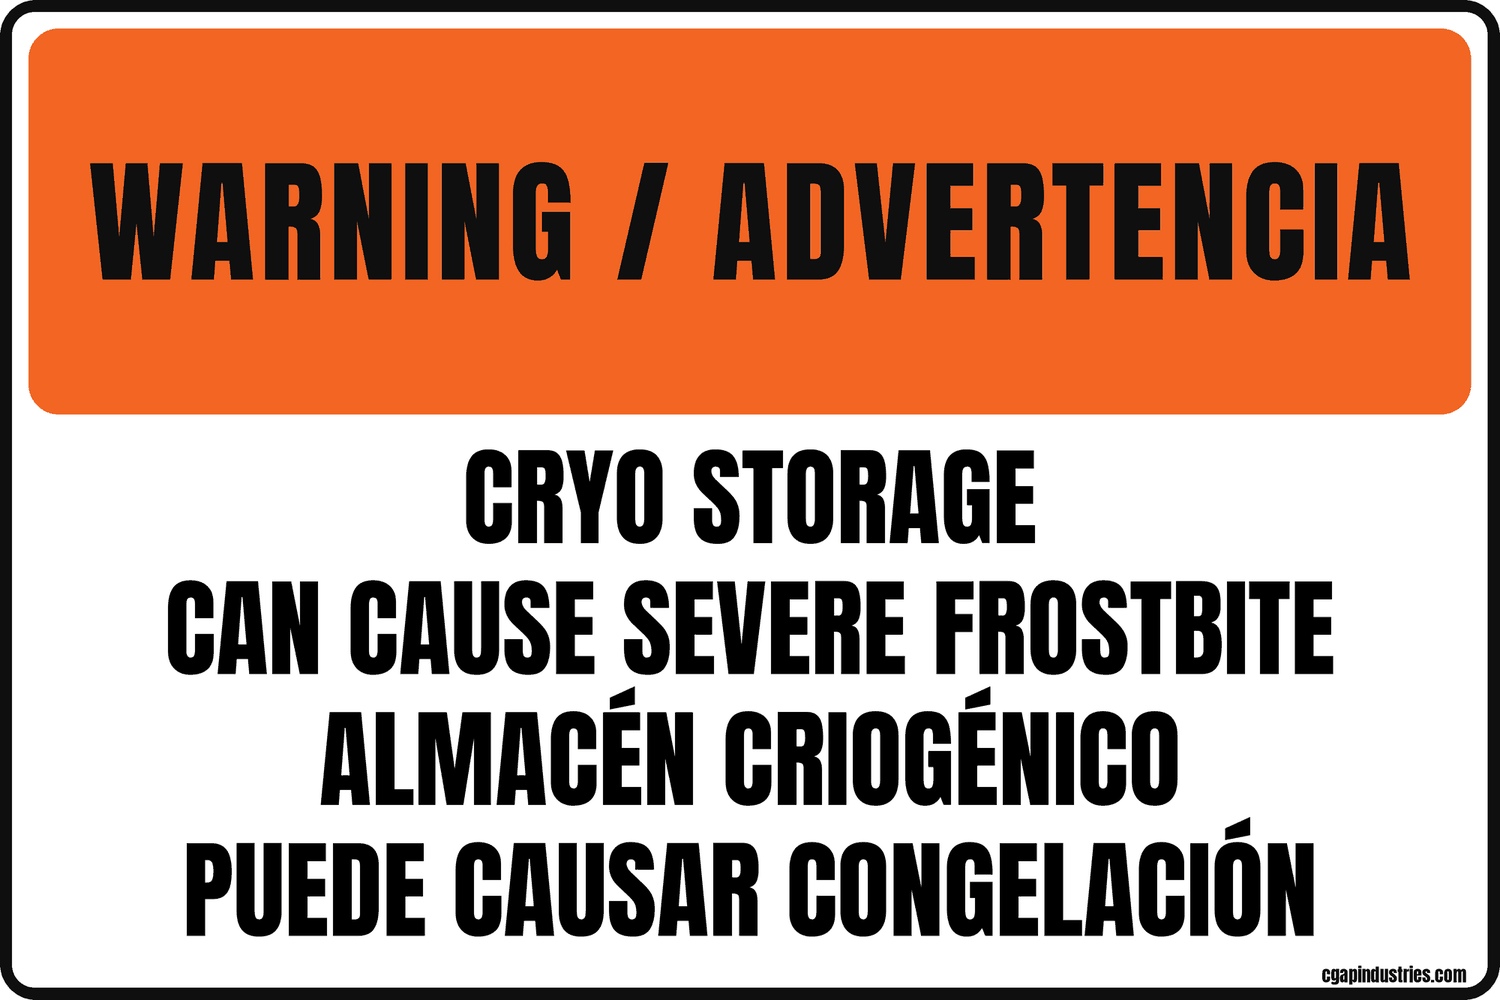 WARNING / ADVERTENCIA
CRYO STORAGE
CAN CAUSE SEVERE FROSTBITE
ALMACÉN CRIOGÉNICO
PUEDE CAUSAR CONGELACIÓN
cgapindustries.com